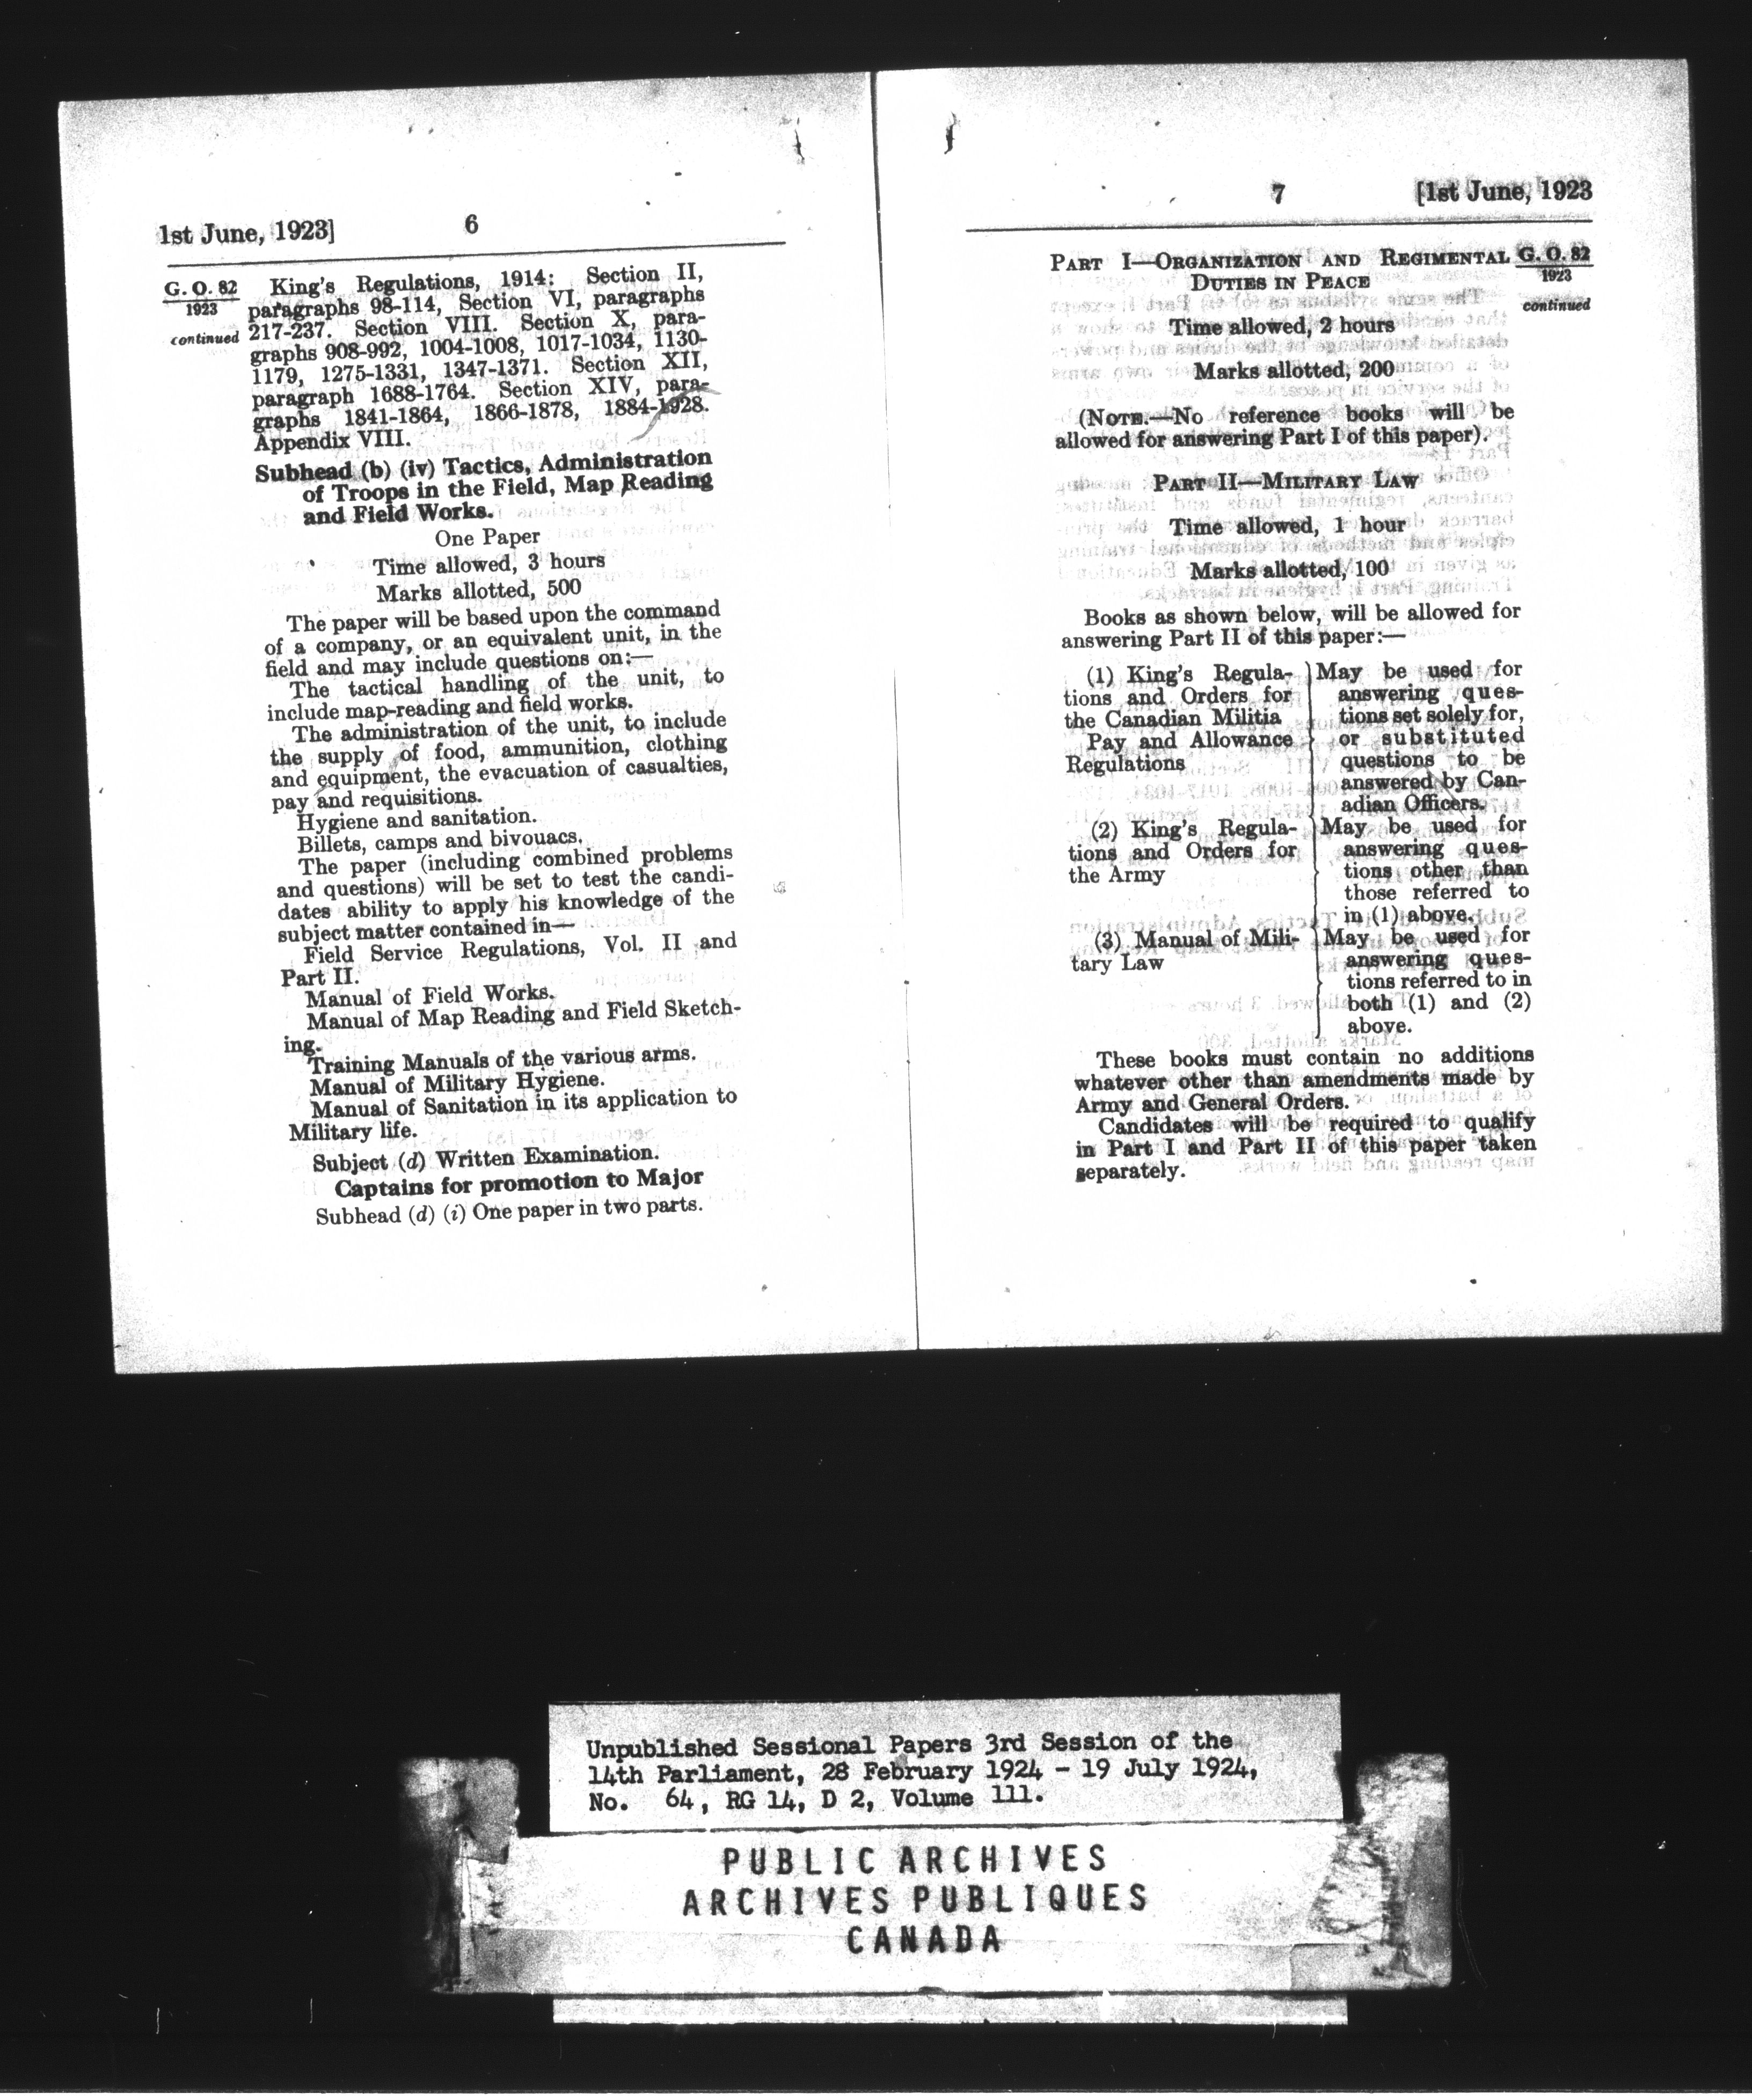 1st June, 1923]
6
G. O. 82
1923
continued
King's Regulations, 1914: Section II,
paragraphs 98-114, Section VI, paragraphs
217-237. Section VIII. Section X, para-
graphs 908-992, 1004-1008, 1017-1034, 1130-
1179, 1275-1331, 1347-1371. Section XII,
paragraph 1688-1764. Section XIV, para-
graphs 1841-1864, 1866-1878, 1884-1928.
Appendix VIII.
Subhead (b) (iv) Tactics, Administration
of Troops in the Field, Map Reading
and Field Works.
One Paper
Time allowed, 3 hours
Marks allotted, 500
The paper will be based upon the command
of a company, or an equivalent unit, in the
field and may include questions on:—
The tactical handling of the unit, to
include map-reading and field works.
The administration of the unit, to include
the supply of food, ammunition, clothing
and equipment, the evacuation of casualties,
pay and requisitions.
Hygiene and sanitation.
Billets, camps and bivouacs.
The paper (including combined problems
and questions) will be set to test the candi-
dates ability to apply his knowledge of the
subject matter contained in—
Field Service Regulations, Vol. II and
Part II.
Manual of Field Works.
Manual of Map Reading and Field Sketch-
ing.
Training Manuals of the various arms.
Manual of Military Hygiene.
Manual of Sanitation in its application to
Military life.
Subject (d) Written Examination.
Captains for promotion to Major
Subhead (d) (i) One paper in two parts.
7
[1st June, 1923
PART I—ORGANIZATION AND REGIMENTAL
DUTIES IN PEACE
G. O. 82
1923
continued
Time allowed, 2 hours
Marks allotted, 200
(NOTE.—No reference books will be
allowed for answering Part I of this paper).
PART II—MILITARY LAW
Time allowed, 1 hour
Marks allotted, 100
Books as shown below, will be allowed for
answering Part II of this paper:—
(1) King's Regula-
tions and Orders for
the Canadian Militia
Pay and Allowance
Regulations
May be used for
answering ques-
tions set solely for,
or substituted
questions to be
answered by Can-
adian Officers.
(2) King's Regula-
tions and Orders for
the Army
May be used for
answering ques-
tions other than
those referred to
in (1) above.
(3) Manual of Mili-
tary Law
May be used for
answering ques-
tions referred to in
both (1) and (2)
above.
These books must contain no additions
whatever other than amendments made by
Army and General Orders.
Candidates will be required to qualify
in Part I and Part II of this paper taken
separately.
Unpublished Sessional Papers 3rd Session of the
14th Parliament, 28 February 1924 - 19 July 1924,
No. 64, RG 14, D 2, Volume 111.
PUBLIC ARCHIVES
ARCHIVES PUBLIQUES
CANADA